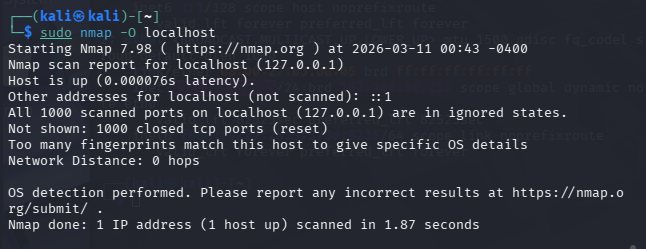 ┌──(kali㉿kali)-[~]
└─$ sudo nmap -O localhost
Starting Nmap 7.98 ( https://nmap.org ) at 2026-03-11 00:43 -0400
Nmap scan report for localhost (127.0.0.1)
Host is up (0.000076s latency).
Other addresses for localhost (not scanned): ::1
All 1000 scanned ports on localhost (127.0.0.1) are in ignored states.
Not shown: 1000 closed tcp ports (reset)
Too many fingerprints match this host to give specific OS details
Network Distance: 0 hops

OS detection performed. Please report any incorrect results at https://nmap.o
rg/submit/ .
Nmap done: 1 IP address (1 host up) scanned in 1.87 seconds